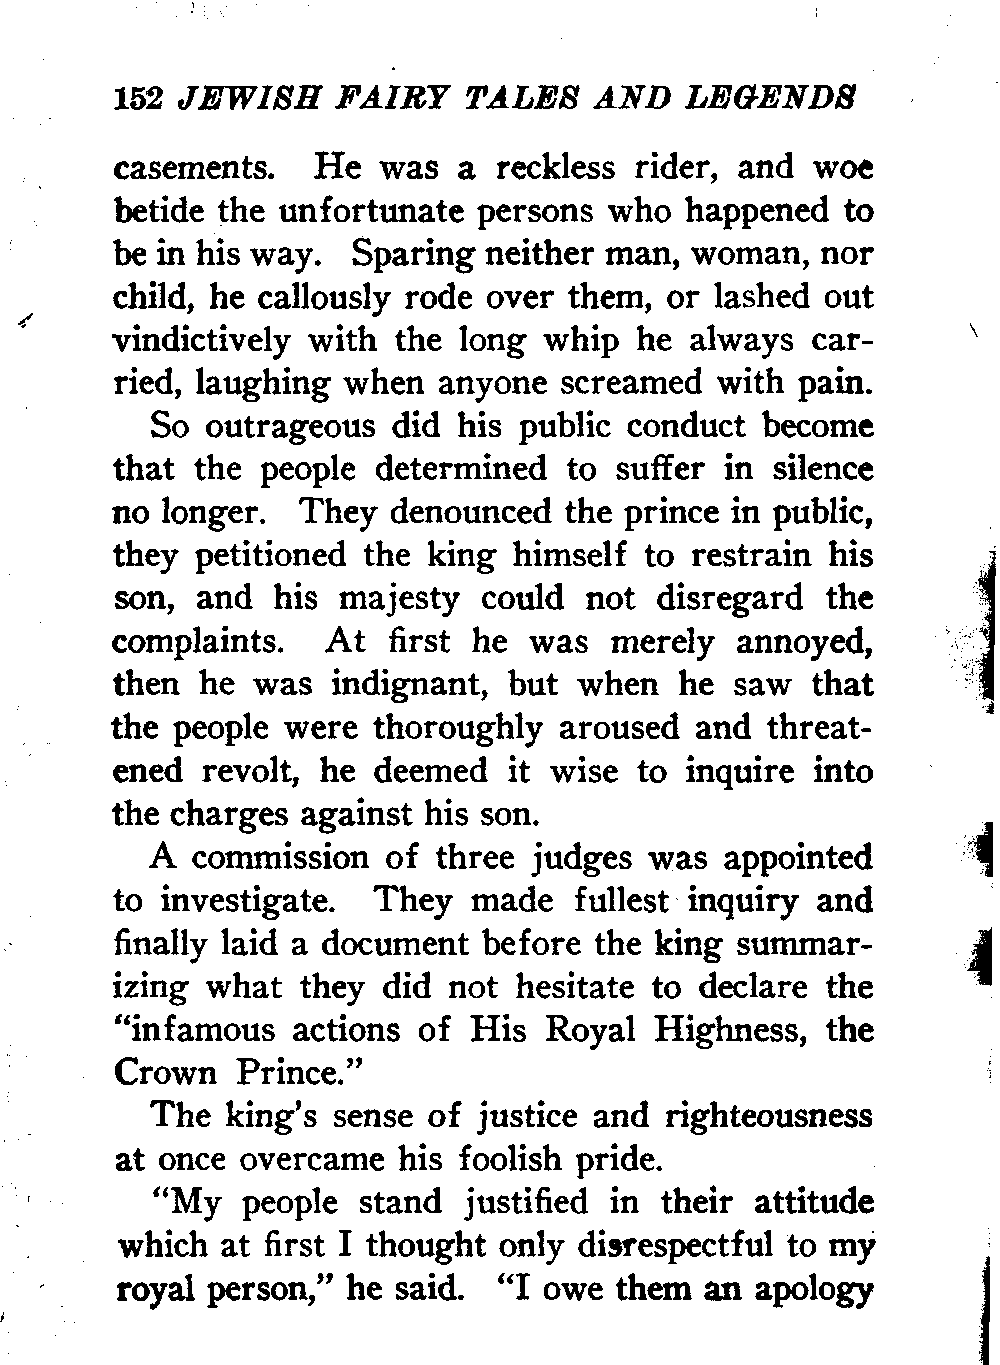 152 JEWISH FAIRY TALES AND LEGENDS
casements. He was a reckless rider, and woe
betide the unfortunate persons who happened to
be in his way. Sparing neither man, woman, nor
child, he callously rode over them, or lashed out
vindictively with the long whip he always car-
ried, laughing when anyone screamed with pain.
So outrageous did his public conduct become
that the people determined to suffer in silence
no longer. They denounced the prince in public,
they petitioned the king himself to restrain his
son, and his majesty could not disregard the
complaints. At first he was merely annoyed,
then he was indignant, but when he saw that
the people were thoroughly aroused and threat-
ened revolt, he deemed it wise to inquire into
the charges against his son.
A commission of three judges was appointed
to investigate. They made fullest inquiry and
finally laid a document before the king summar-
izing what they did not hesitate to declare the
“infamous actions of His Royal Highness, the
Crown Prince.”
The king’s sense of justice and righteousness
at once overcame his foolish pride.
“My people stand justified in their attitude
which at first I thought only disrespectful to my
royal person,” he said. “I owe them an apology